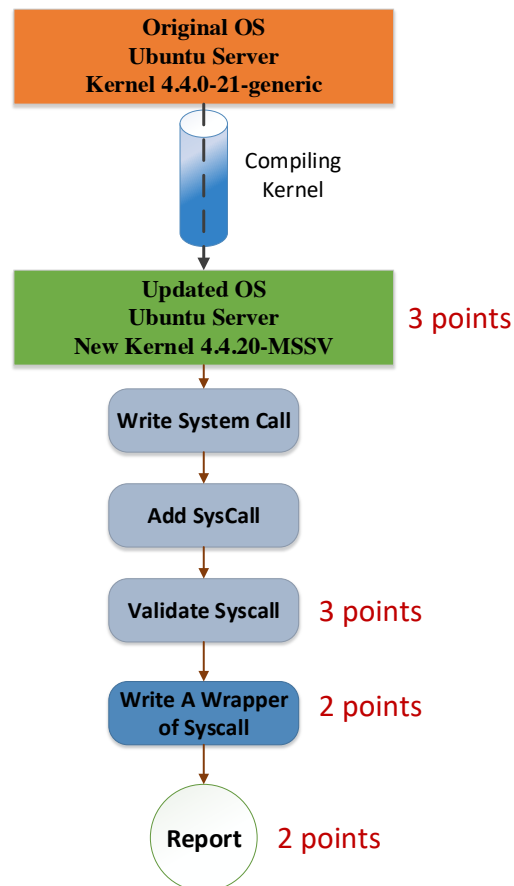 Original OS
Ubuntu Server
Kernel 4.4.0-21-generic
Compiling
Kernel
Updated OS
Ubuntu Server
New Kernel 4.4.20-MSSV
3 points
Write System Call
Add SysCall
Validate Syscall
3 points
Write A Wrapper
of Syscall
2 points
Report
2 points